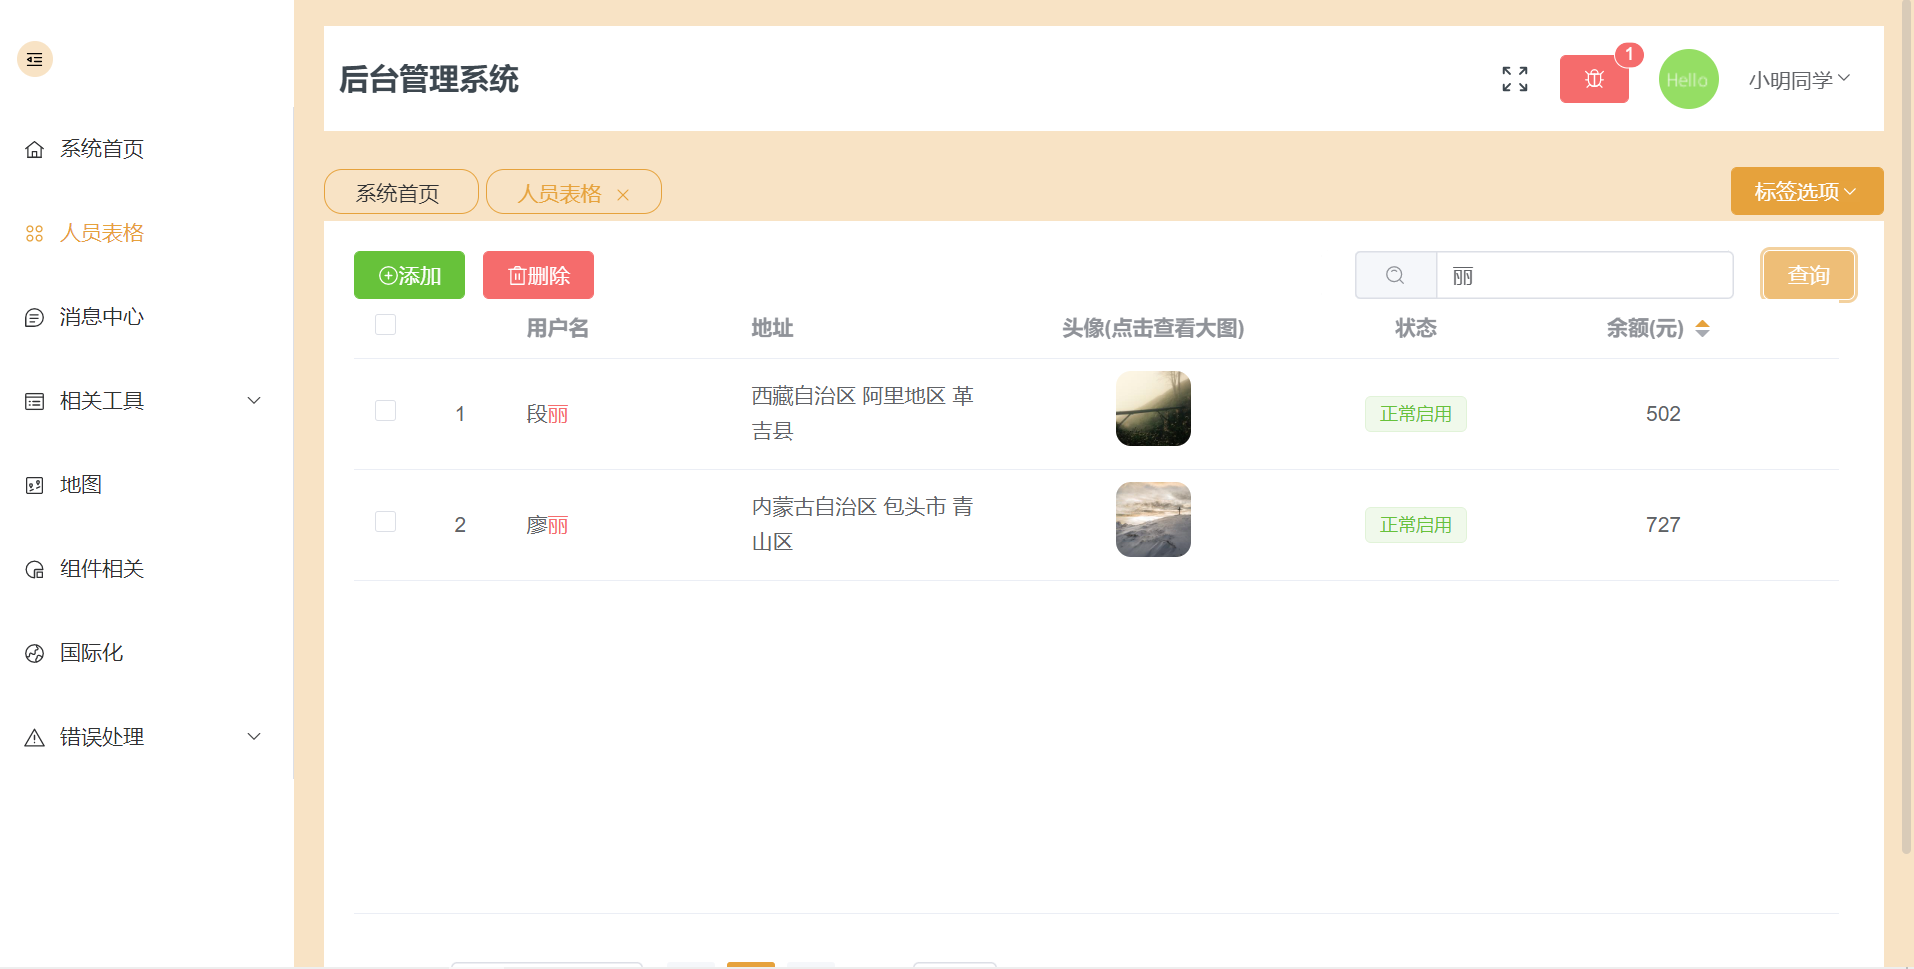 后台管理系统
1
Hello
小明同学
系统首页
人员表格
消息中心
相关工具
地图
组件相关
国际化
错误处理
系统首页
人员表格
标签选项
添加
删除
丽
查询
用户名
地址
头像(点击查看大图)
状态
余额(元)
1
段丽
西藏自治区 阿里地区 革
吉县
正常启用
502
2
廖丽
内蒙古自治区 包头市 青
山区
正常启用
727